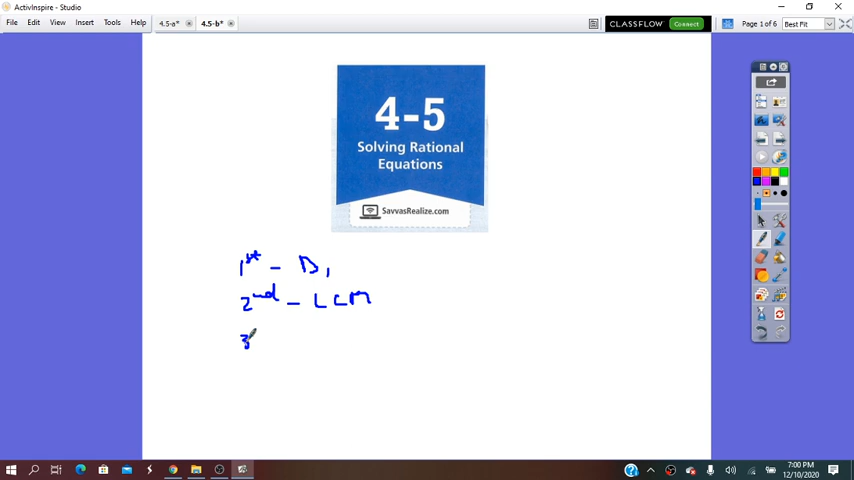 ActivInspire - Studio
File Edit View Insert Tools Help
4.5-a*
4.5-b*
CLASSFLOW Connect
Page 1 of 6
Best Fit
4-5
Solving Rational
Equations
SavvasRealize.com
1st - D,
2nd - LCM
3
7:00 PM
12/10/2020